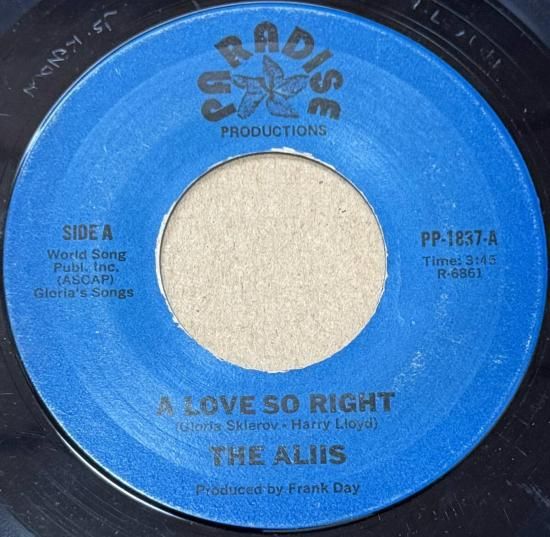 PARADISE
PRODUCTIONS
SIDE A
World Song
Publ. Inc.
(ASCAP)
Gloria's Songs
PP-1837-A
Time: 3:45
R-6861
A LOVE SO RIGHT
(Gloria Sklerov - Harry Lloyd)
THE ALIIS
Produced by Frank Day